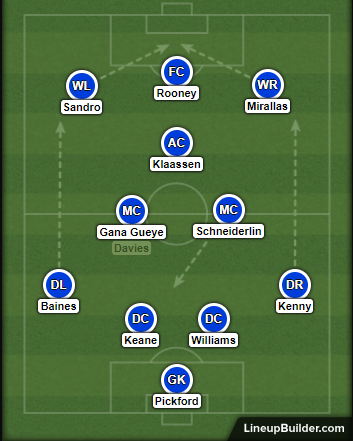 FC
Rooney
WL
Sandro
WR
Mirallas
AC
Klaassen
MC
Gana Gueye
Davies
MC
Schneiderlin
DL
Baines
DR
Kenny
DC
Keane
DC
Williams
GK
Pickford
LineupBuilder.com